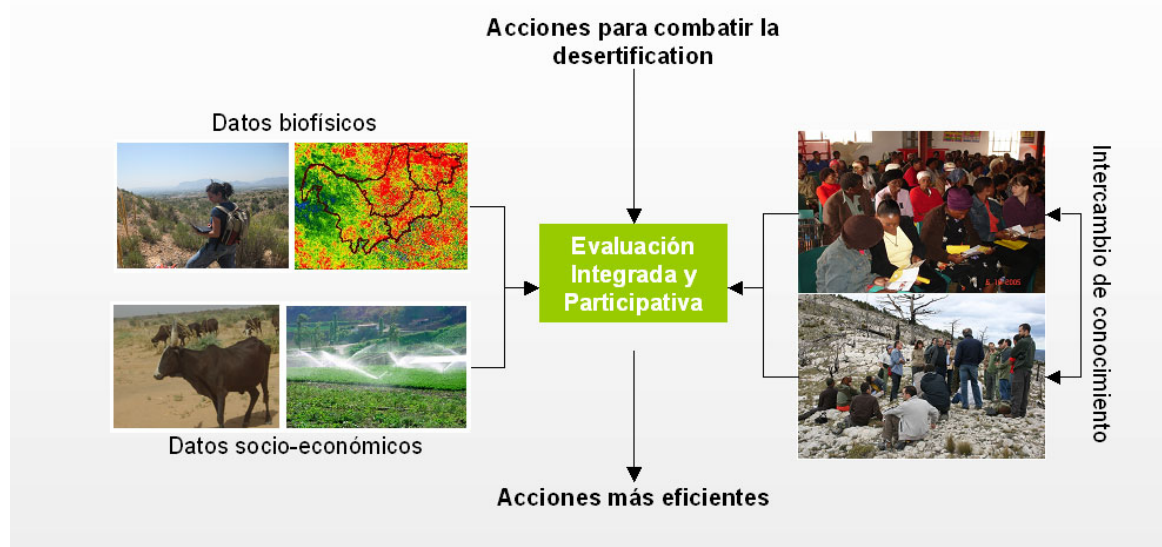 Acciones para combatir la
desertification
Datos biofísicos
Evaluación
Integrada y
Participativa
Intercambio de conocimiento
Datos socio-económicos
Acciones más eficientes